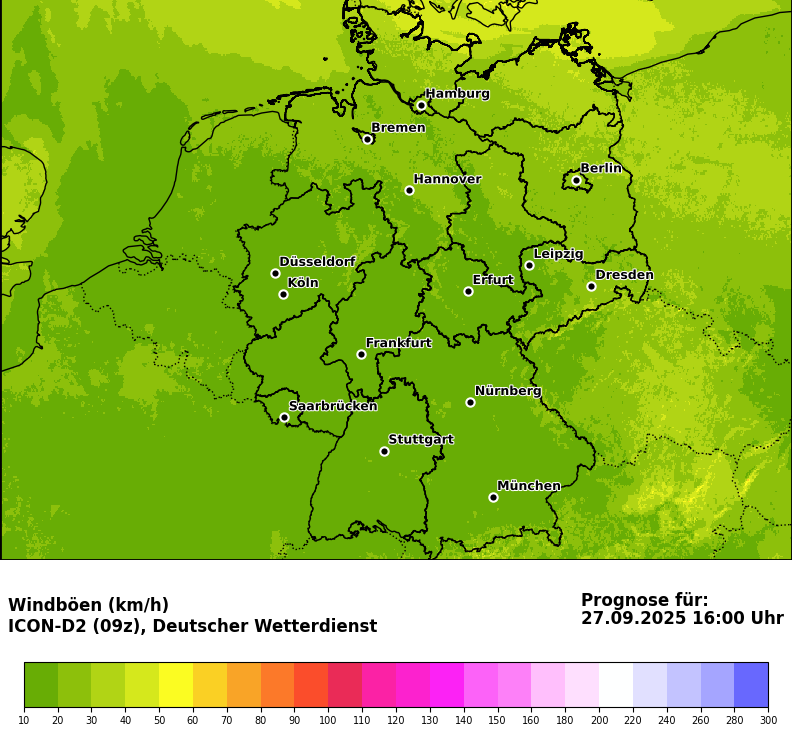 Hamburg
Bremen
Berlin
Hannover
Leipzig
Düsseldorf
Dresden
Köln
Erfurt
Frankfurt
Nürnberg
Saarbrücken
Stuttgart
München
Windböen (km/h)
ICON-D2 (09z), Deutscher Wetterdienst
Prognose für:
27.09.2025 16:00 Uhr
10 20 30 40 50 60 70 80 90 100 110 120 130 140 150 160 180 200 220 240 260 280 300